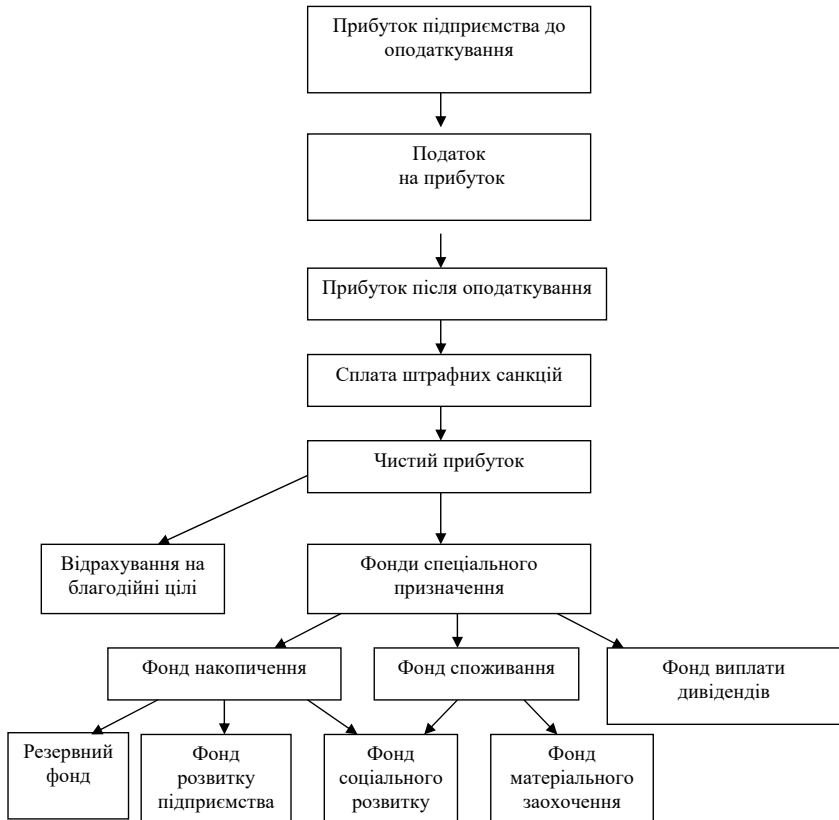 Прибуток підприємства до
оподаткування
Податок
на прибуток
Прибуток після оподаткування
Сплата штрафних санкцій
Чистий прибуток
Відрахування на
благодійні цілі
Фонди спеціального
призначення
Фонд накопичення
Фонд споживання
Фонд виплати
дивідендів
Резервний
фонд
Фонд
розвитку
підприємства
Фонд
соціального
розвитку
Фонд
матеріального
заохочення